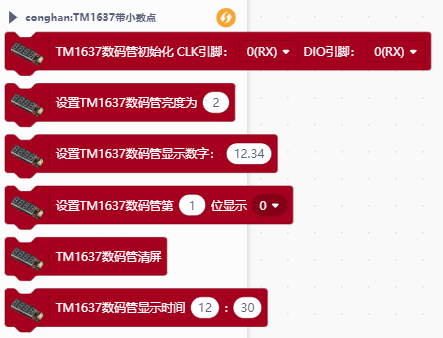 conghan:TM1637带小数点
TM1637数码管初始化 CLK引脚： 0(RX) DIO引脚： 0(RX)
设置TM1637数码管亮度为 2
设置TM1637数码管显示数字： 12.34
设置TM1637数码管第 1 位显示 0
TM1637数码管清屏
TM1637数码管显示时间 12 : 30